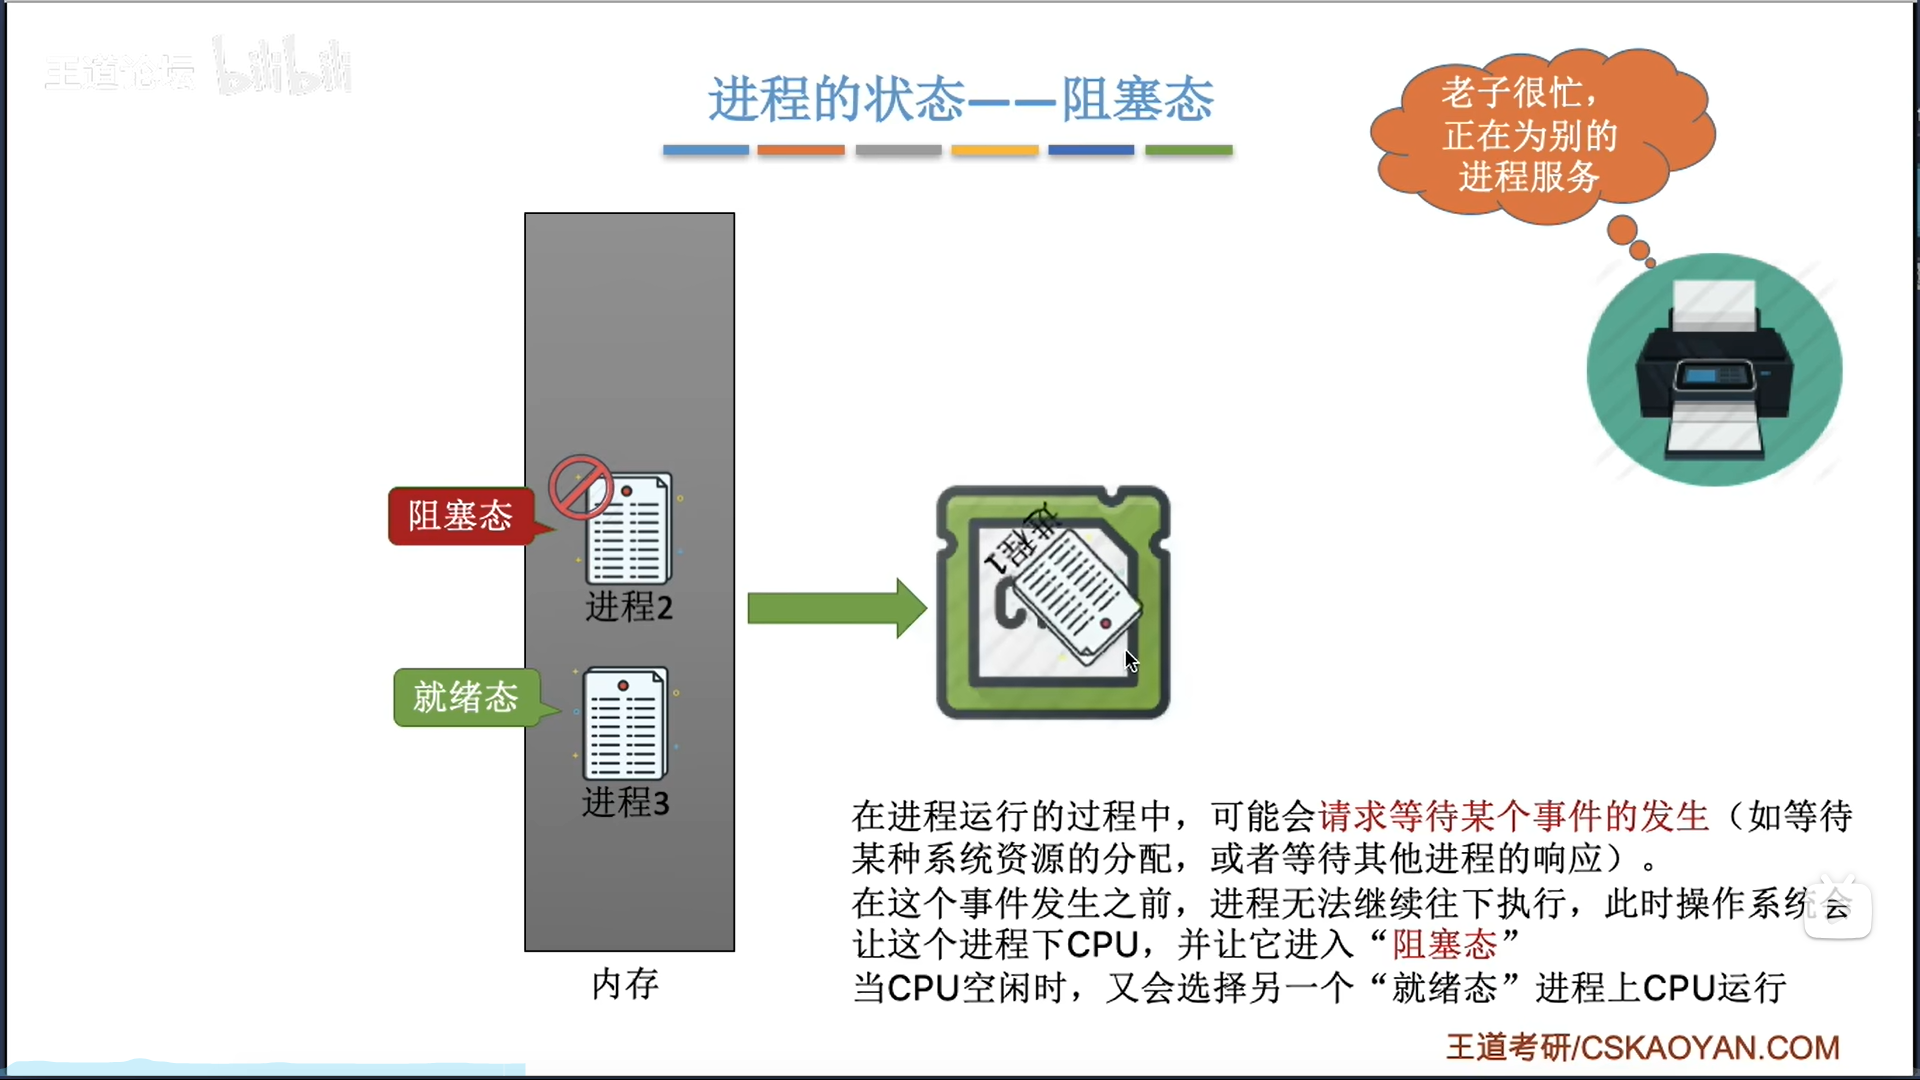 王道论坛 bilibili
进程的状态——阻塞态
老子很忙，
正在为别的
进程服务
阻塞态
进程2
就绪态
进程3
内存
进程1
在进程运行的过程中，可能会请求等待某个事件的发生（如等待
某种系统资源的分配，或者等待其他进程的响应）。
在这个事件发生之前，进程无法继续往下执行，此时操作系统会
让这个进程下CPU，并让它进入“阻塞态”
当CPU空闲时，又会选择另一个“就绪态”进程上CPU运行
王道考研/CSKAOYAN.COM